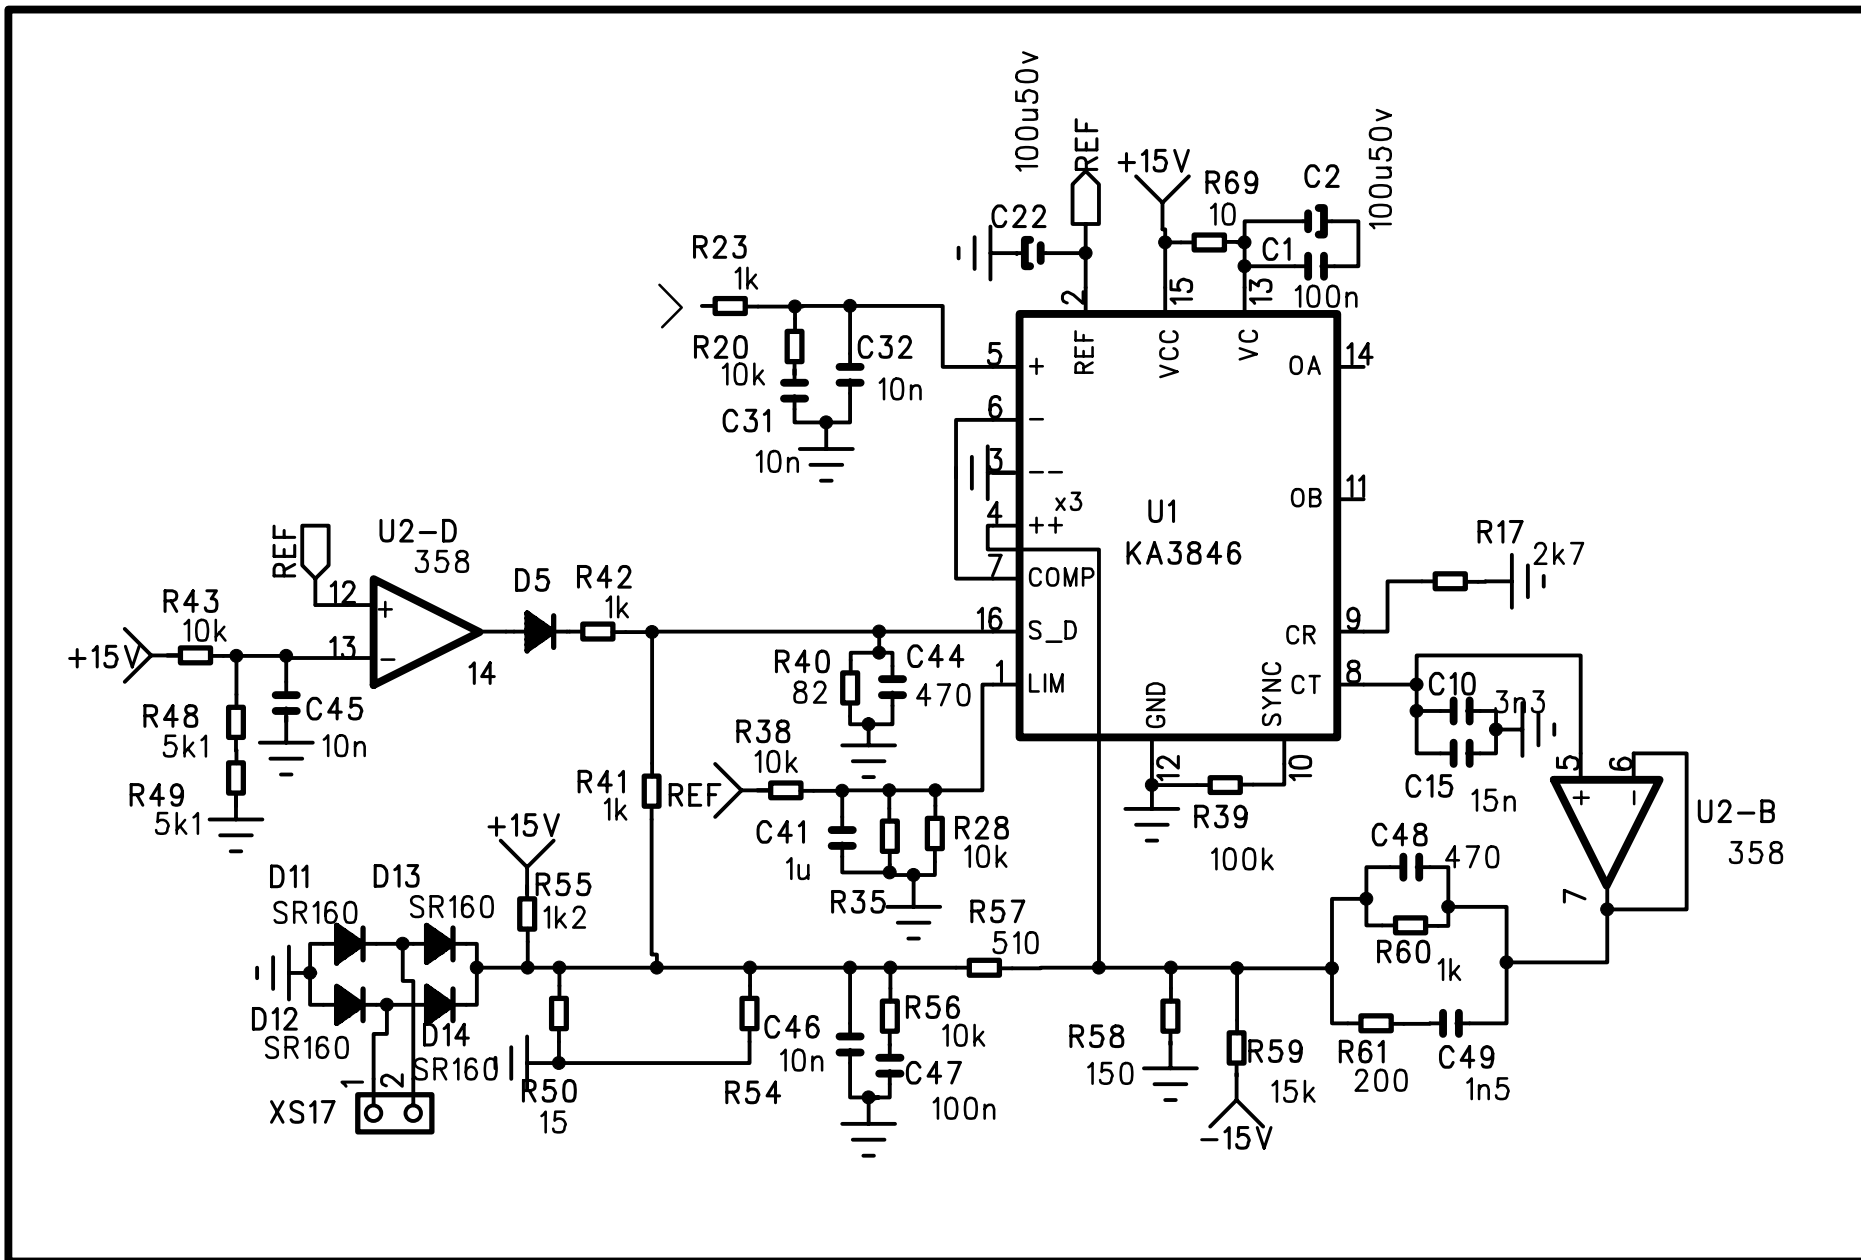 100u50v
REF
+15V
R69
10
C2
100u50v
C22
C1
100n
2
15
13
R23
1k
R20
10k
C31
10n
C32
10n
5
+
REF
VCC
VC
OA
14
6
-
3
--
4
++
x3
7
COMP
U1
KA3846
OB
11
R17
2k7
REF
U2-D
358
12
+
13
-
14
D5
R42
1k
R43
10k
+15V
16
S_D
CR
9
1
LIM
CT
8
GND
SYNC
12
10
R40
82
C44
470
R48
5k1
C45
10n
R49
5k1
R38
10k
REF
R41
1k
C41
1u
R35
R28
10k
R39
100k
C10
3n3
C15
15n
5
6
+
-
U2-B
358
7
C48
470
R60
1k
R61
200
C49
1n5
+15V
R55
1k2
D11
SR160
D13
SR160
D12
SR160
D14
SR160
1
2
XS17
R50
15
R54
C46
10n
R56
10k
C47
100n
R57
510
R58
150
R59
15k
-15V